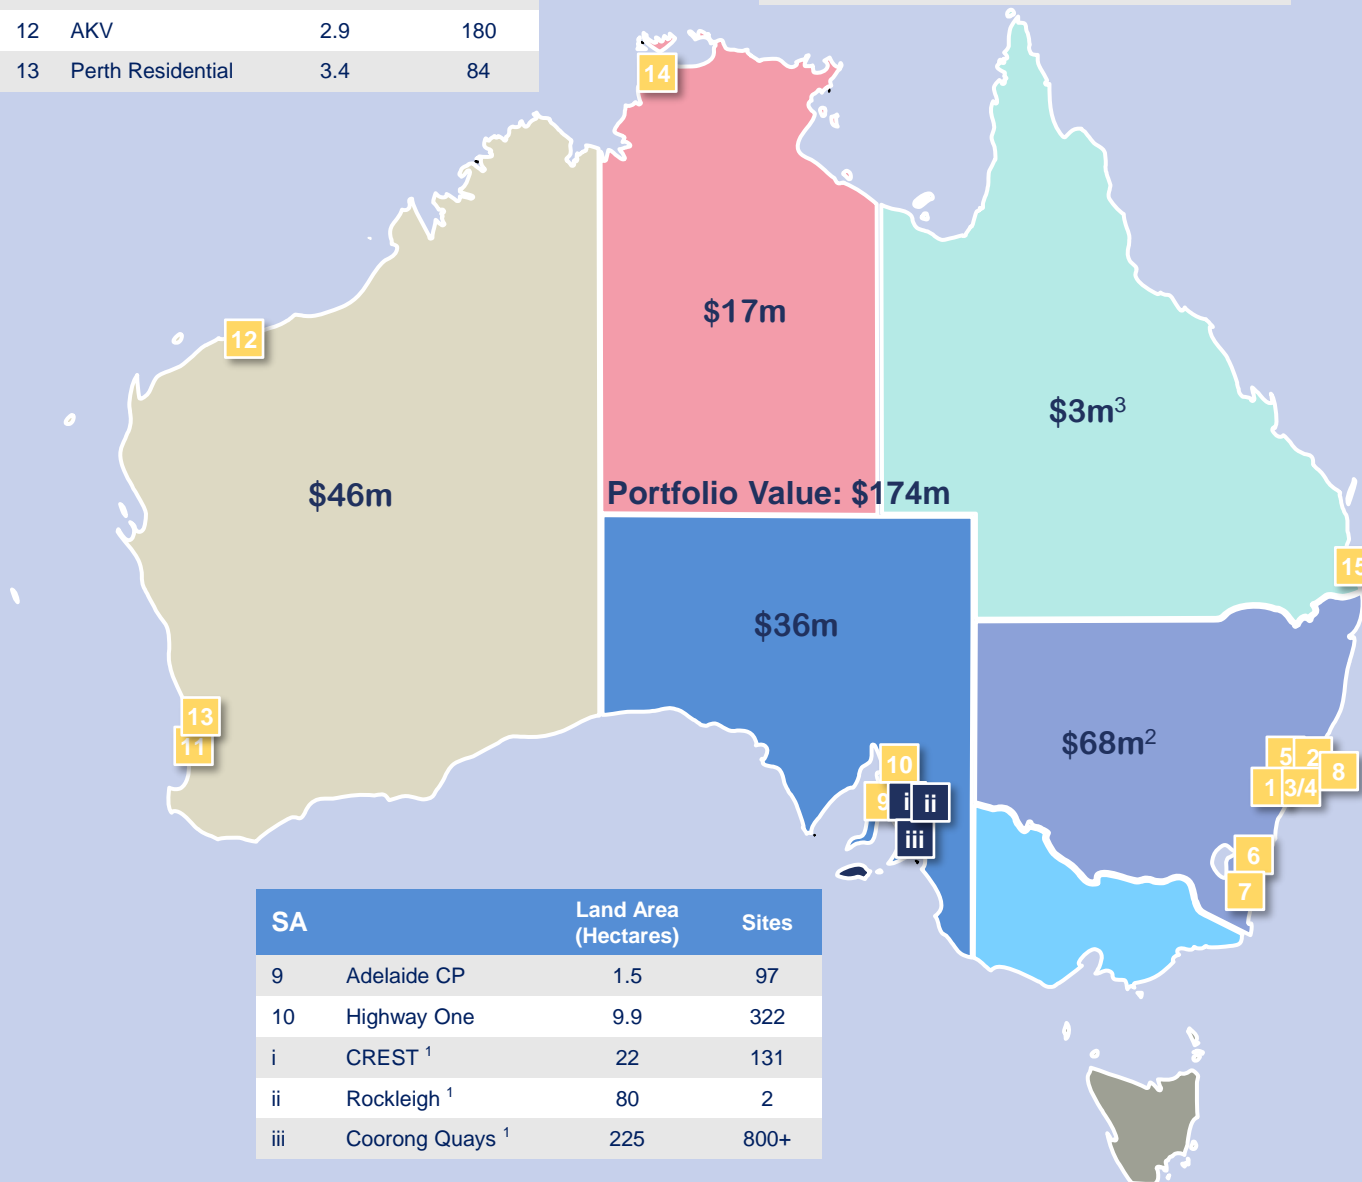 12 AKV 2.9 180
13 Perth Residential 3.4 84
14
$17m
12
$3m3
$46m
Portfolio Value: $174m
15
$36m
13
11
$68m2
10
5 2
8
9 i ii
1 3/4
iii
6
7
SA Land Area (Hectares) Sites
9 Adelaide CP 1.5 97
10 Highway One 9.9 322
i CREST 1 22 131
ii Rockleigh 1 80 2
iii Coorong Quays 1 225 800+